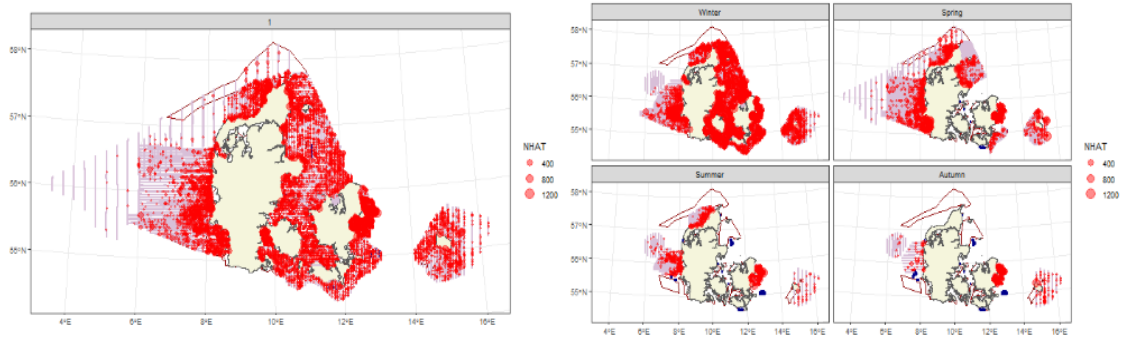 1
58°N
57°N
56°N
55°N
4°E 6°E 8°E 10°E 12°E 14°E 16°E
NHAT
400
800
1200
Winter Spring
58°N
57°N
56°N
55°N
Summer Autumn
58°N
57°N
56°N
55°N
4°E 6°E 8°E 10°E 12°E 14°E 16°E 4°E 6°E 8°E 10°E 12°E 14°E 16°E
NHAT
400
800
1200